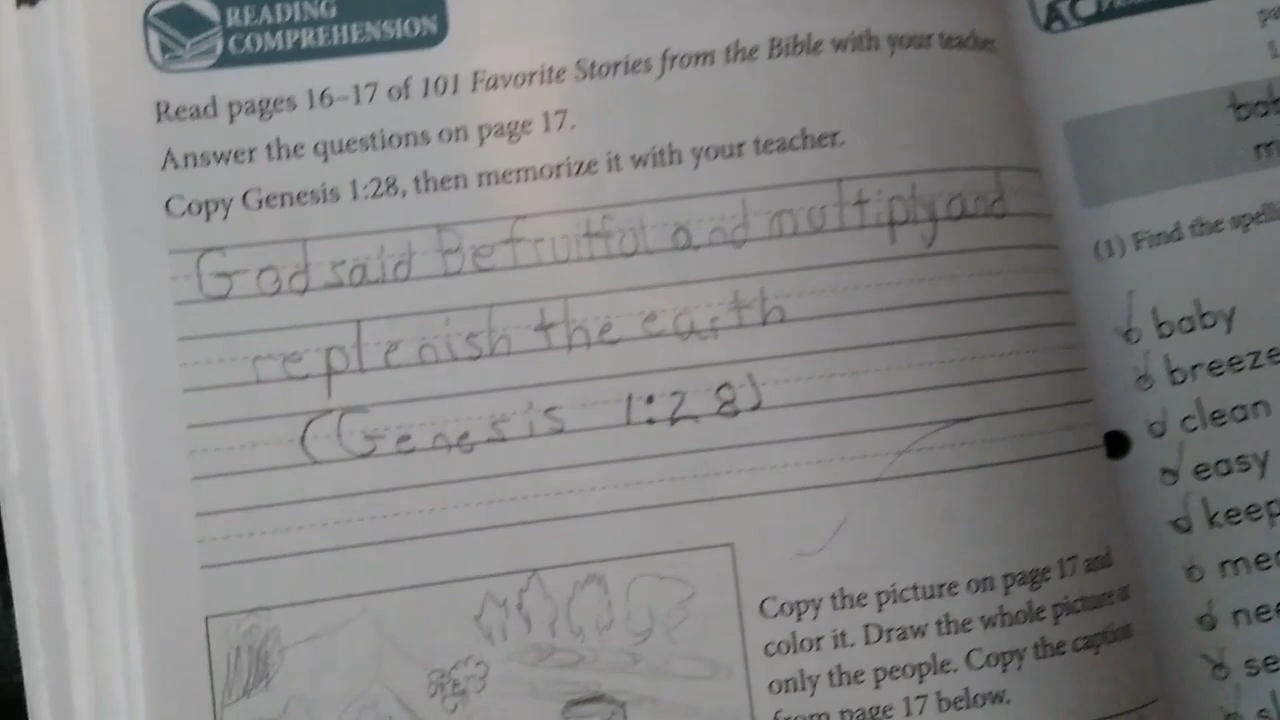 READING
COMPREHENSION
Read pages 16–17 of 101 Favorite Stories from the Bible with your teacher.
Answer the questions on page 17.
Copy Genesis 1:28, then memorize it with your teacher.
God said Be fruitful and multiply and
replenish the earth
(Genesis 1:28)
Copy the picture on page 17 and
color it. Draw the whole picture or
only the people. Copy the caption
from page 17 below.
(1) Find the
baby
breeze
clean
easy
keep